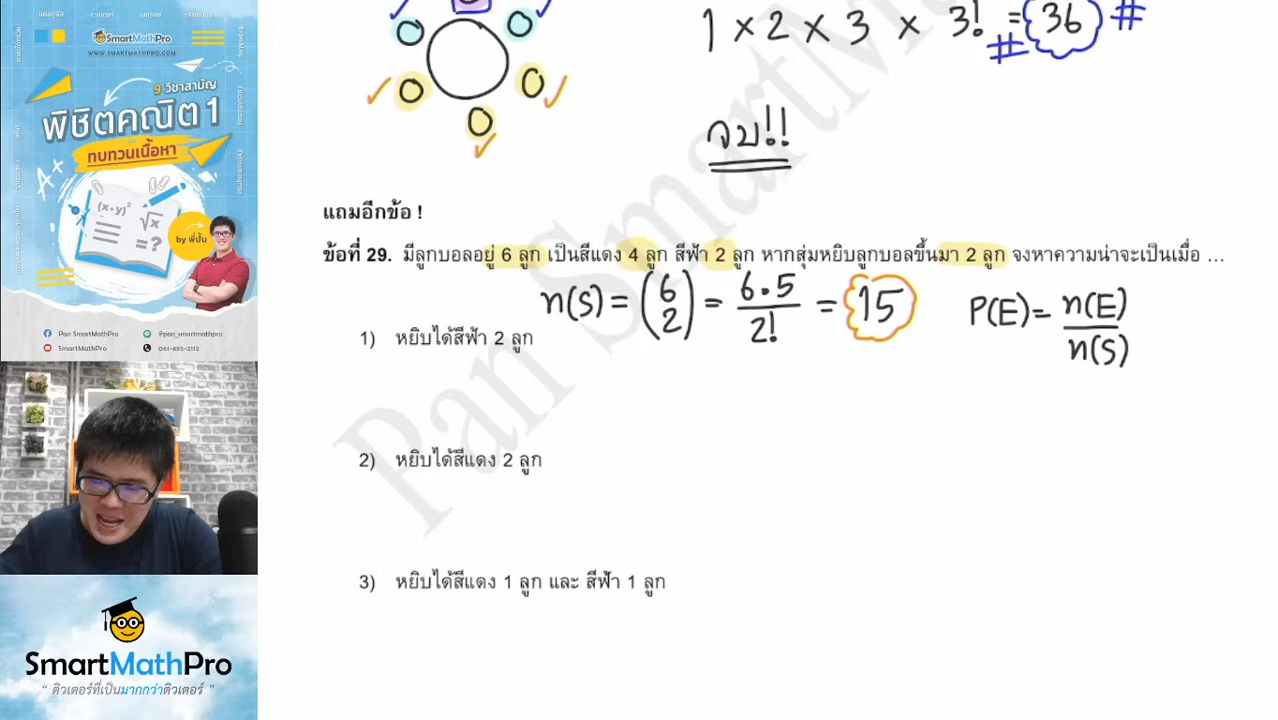 SmartMathPro
WWW.SMARTMATHPRO.COM
9 วิชาสามัญ
พิชิตคณิต 1
ทบทวนเนื้อหา
A+
(x+y)²
√x
=?
by พี่ปั้น
Pan SmartMathPro
@pan_smartmathpro
SmartMathPro
061-835-2112
SmartMathPro
“ ติวเตอร์ที่เป็นมากกว่าติวเตอร์ ”
1 × 2 × 3 × 3! = 36 #
#
จบ!!
แถมอีกข้อ !
ข้อที่ 29. มีลูกบอลอยู่ 6 ลูก เป็นสีแดง 4 ลูก สีฟ้า 2 ลูก หากสุ่มหยิบลูกบอลขึ้นมา 2 ลูก จงหาความน่าจะเป็นเมื่อ ...
n(S) = (6 2) = 6•5 / 2! = 15
P(E) = n(E) / n(S)
1) หยิบได้สีฟ้า 2 ลูก
2) หยิบได้สีแดง 2 ลูก
3) หยิบได้สีแดง 1 ลูก และ สีฟ้า 1 ลูก
Pan SmartM